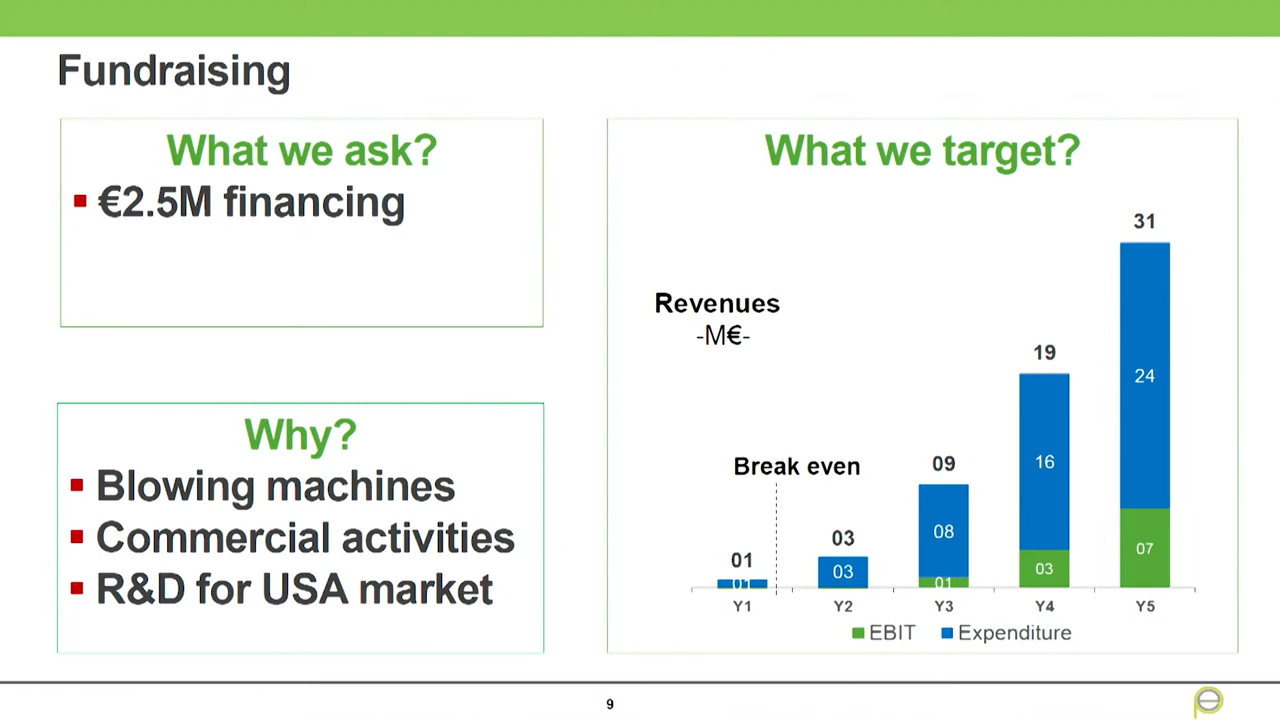 Fundraising
What we ask?
€2.5M financing
Why?
Blowing machines
Commercial activities
R&D for USA market
What we target?
Revenues
-M€-
Break even
01
03
09
19
31
01
03
08
16
24
01
03
07
Y1 Y2 Y3 Y4 Y5
EBIT Expenditure
9